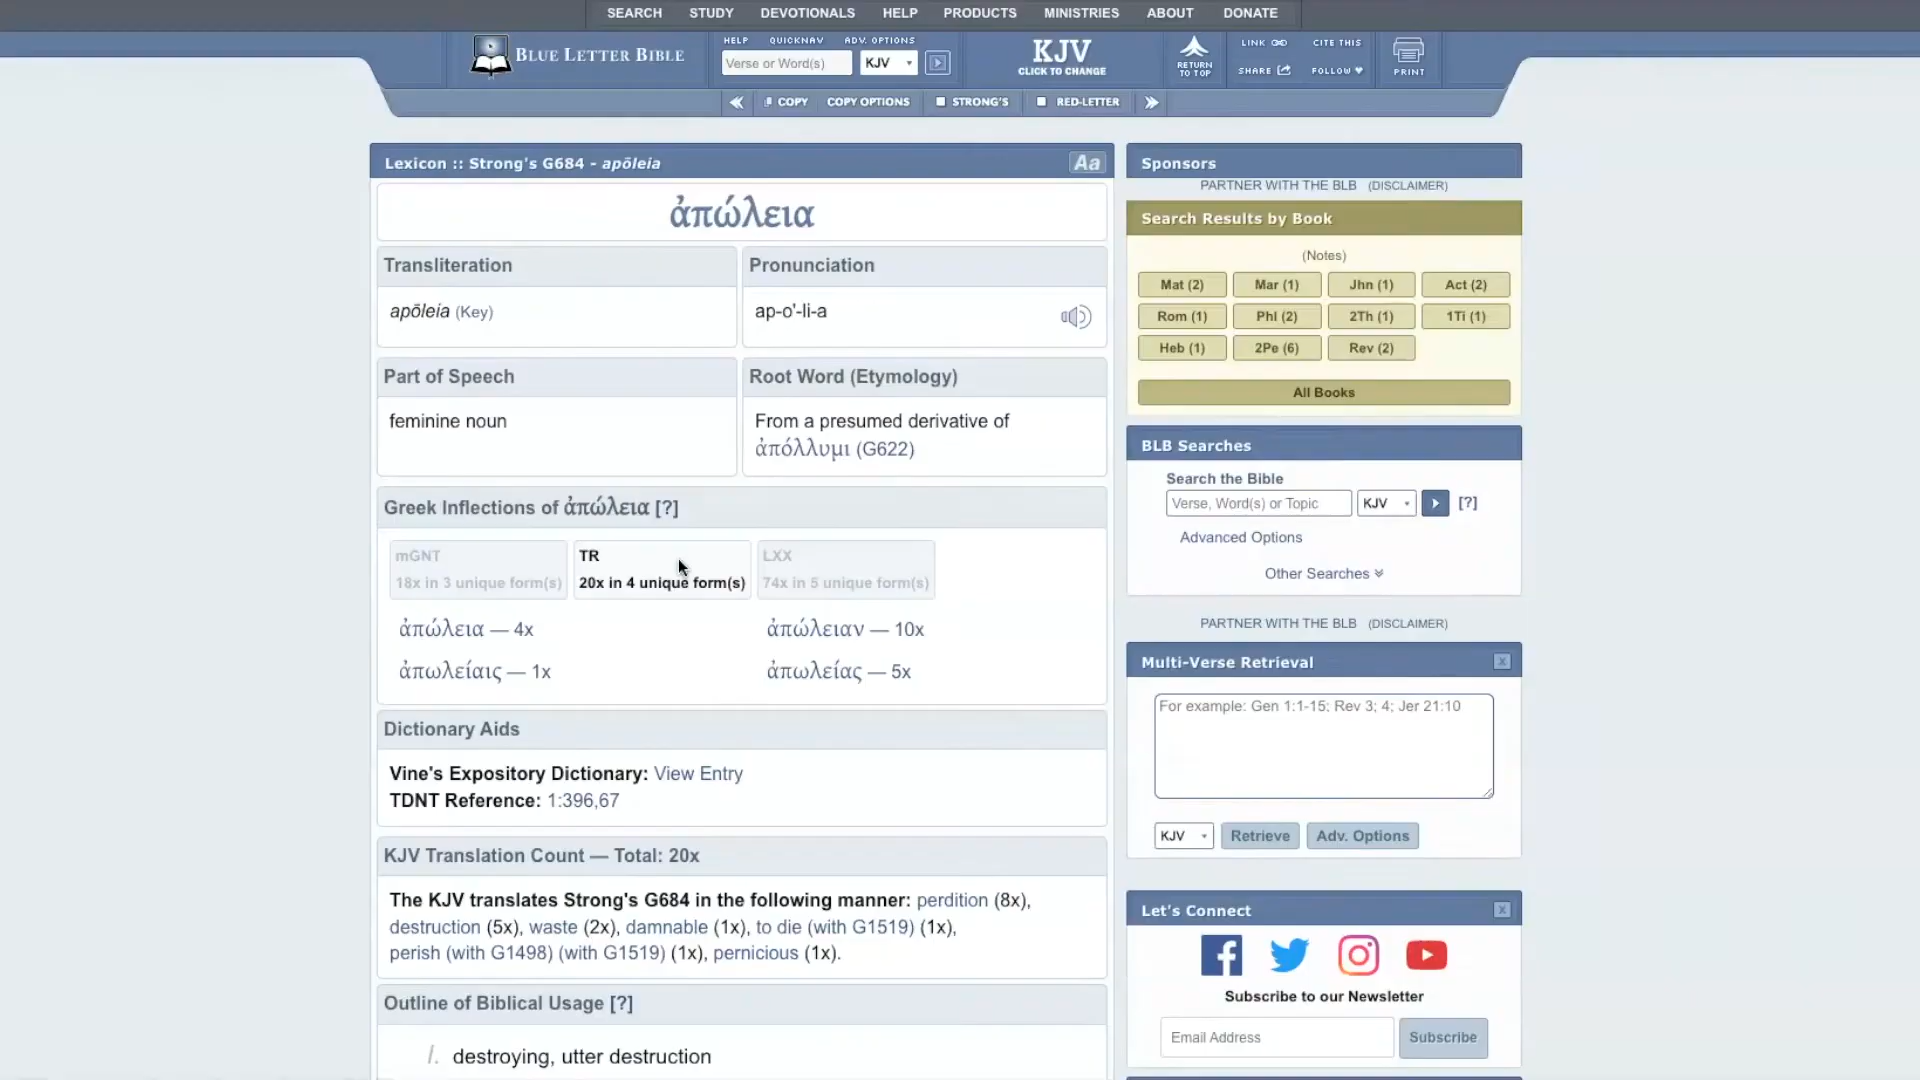 SEARCH STUDY DEVOTIONALS HELP PRODUCTS MINISTRIES ABOUT DONATE
BLUE LETTER BIBLE
HELP QUICKNAV ADV. OPTIONS
Verse or Word(s) KJV
KJV
CLICK TO CHANGE
RETURN
TO TOP
LINK CITE THIS
SHARE FOLLOW
PRINT
COPY COPY OPTIONS STRONG'S RED-LETTER
Lexicon :: Strong's G684 - apōleia Aa
ἀπώλεια
Transliteration
apōleia (Key)
Pronunciation
ap-o'-li-a
Part of Speech
feminine noun
Root Word (Etymology)
From a presumed derivative of
ἀπόλλυμι (G622)
Greek Inflections of ἀπώλεια [?]
mGNT
18x in 3 unique form(s)
TR
20x in 4 unique form(s)
LXX
74x in 5 unique form(s)
ἀπώλεια — 4x
ἀπώλειαν — 10x
ἀπωλείαις — 1x
ἀπωλείας — 5x
Dictionary Aids
Vine's Expository Dictionary: View Entry
TDNT Reference: 1:396,67
KJV Translation Count — Total: 20x
The KJV translates Strong's G684 in the following manner: perdition (8x),
destruction (5x), waste (2x), damnable (1x), to die (with G1519) (1x),
perish (with G1498) (with G1519) (1x), pernicious (1x).
Outline of Biblical Usage [?]
I. destroying, utter destruction
Sponsors
PARTNER WITH THE BLB (DISCLAIMER)
Search Results by Book
(Notes)
Mat (2) Mar (1) Jhn (1) Act (2)
Rom (1) Phl (2) 2Th (1) 1Ti (1)
Heb (1) 2Pe (6) Rev (2)
All Books
BLB Searches
Search the Bible
Verse, Word(s) or Topic KJV [?]
Advanced Options
Other Searches
PARTNER WITH THE BLB (DISCLAIMER)
Multi-Verse Retrieval x
For example: Gen 1:1-15; Rev 3; 4; Jer 21:10
KJV Retrieve Adv. Options
Let's Connect x
Subscribe to our Newsletter
Email Address Subscribe